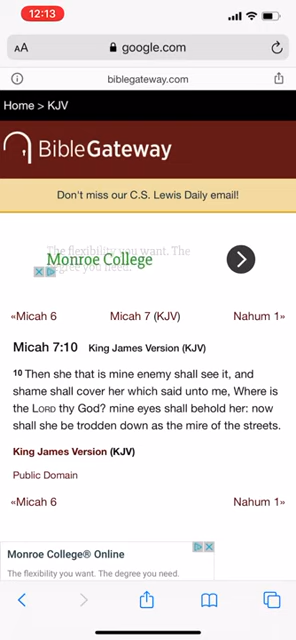 12:13
AA
google.com
biblegateway.com
Home > KJV
BibleGateway
Don't miss our C.S. Lewis Daily email!
The flexibility you want. The
degree you need.
Monroe College
«Micah 6
Micah 7 (KJV)
Nahum 1»
Micah 7:10 King James Version (KJV)
10 Then she that is mine enemy shall see it, and
shame shall cover her which said unto me, Where is
the LORD thy God? mine eyes shall behold her: now
shall she be trodden down as the mire of the streets.
King James Version (KJV)
Public Domain
«Micah 6
Nahum 1»
Monroe College® Online
The flexibility you want. The degree you need.